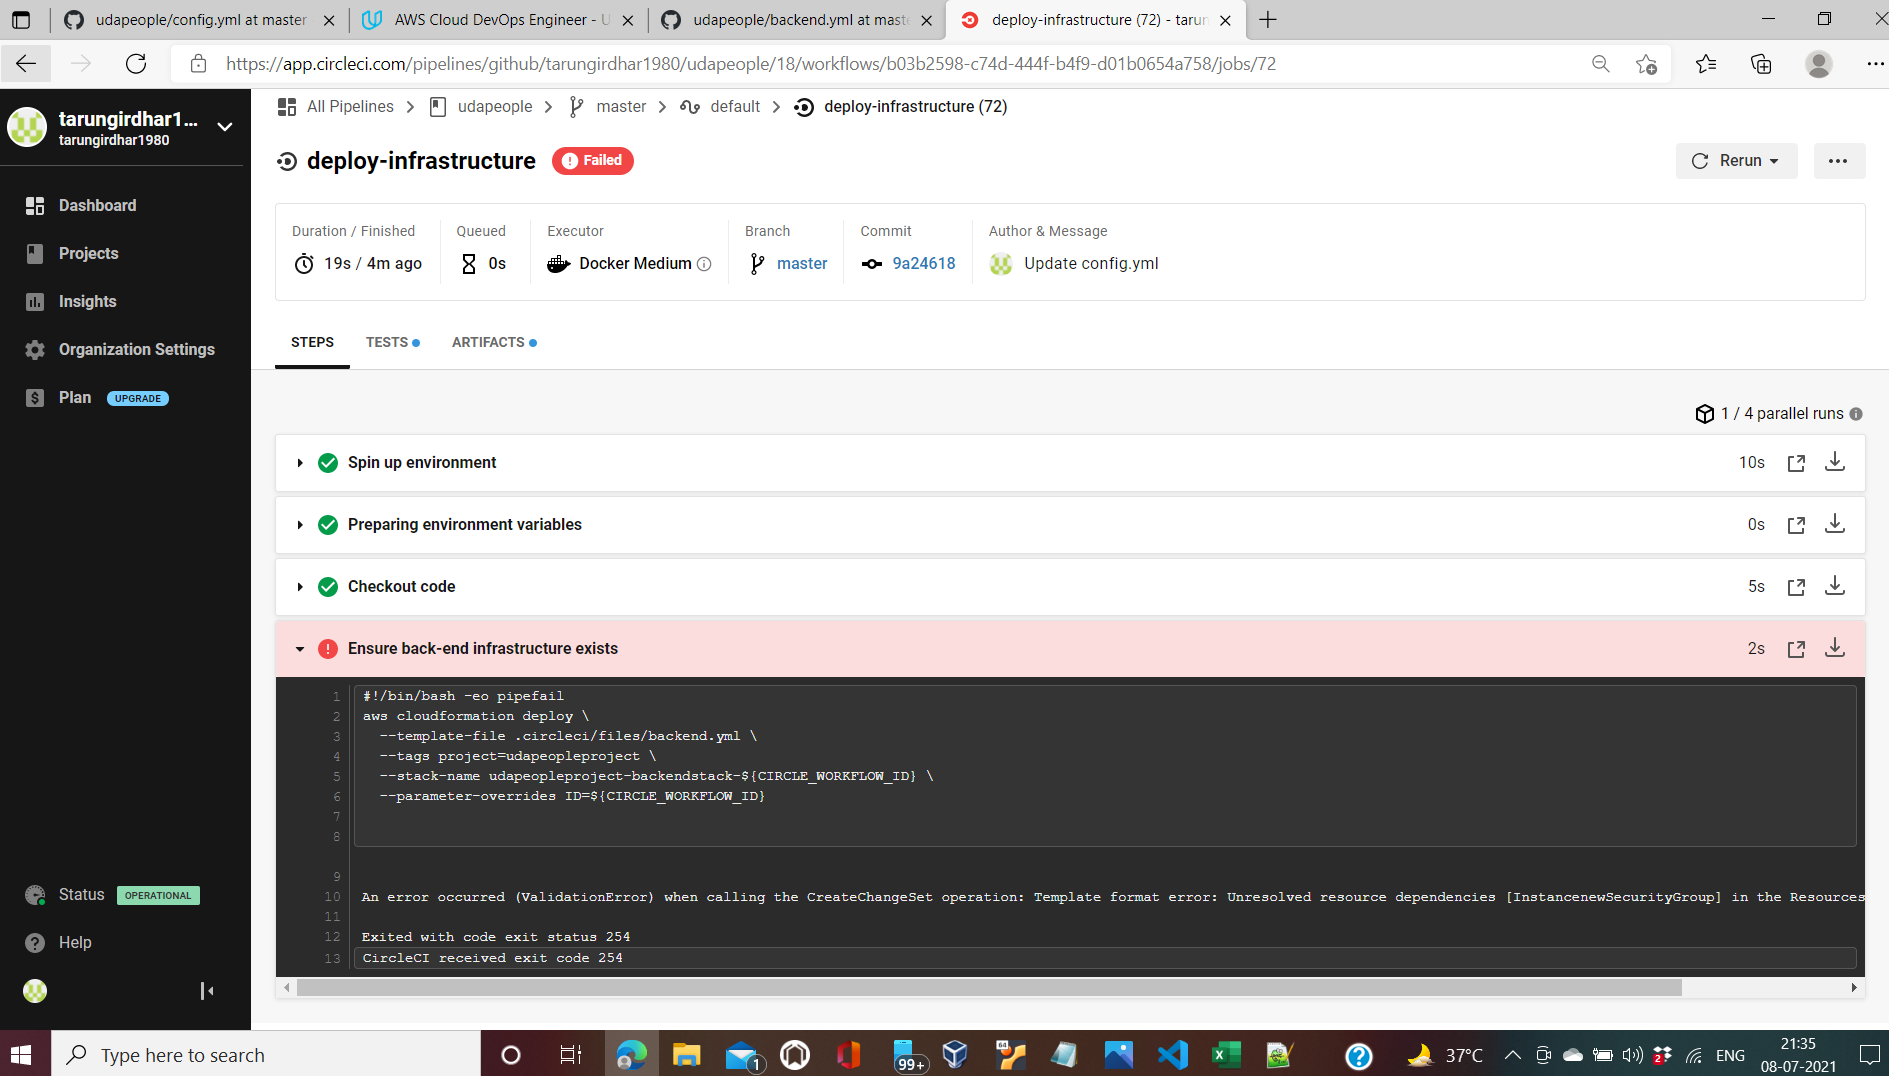 udapeople/config.yml at master
AWS Cloud DevOps Engineer - U
udapeople/backend.yml at mast
deploy-infrastructure (72) - tarun
https://app.circleci.com/pipelines/github/tarungirdhar1980/udapeople/18/workflows/b03b2598-c74d-444f-b4f9-d01b0654a758/jobs/72
tarungirdhar1...
tarungirdhar1980
Dashboard
Projects
Insights
Organization Settings
Plan UPGRADE
Status OPERATIONAL
Help
All Pipelines > udapeople > master > default > deploy-infrastructure (72)
deploy-infrastructure Failed
Rerun
Duration / Finished Queued Executor Branch Commit Author & Message
19s / 4m ago 0s Docker Medium master 9a24618 Update config.yml
STEPS TESTS ARTIFACTS
1 / 4 parallel runs
Spin up environment 10s
Preparing environment variables 0s
Checkout code 5s
Ensure back-end infrastructure exists 2s
1 #!/bin/bash -eo pipefail
2 aws cloudformation deploy \
3 --template-file .circleci/files/backend.yml \
4 --tags project=udapeopleproject \
5 --stack-name udapeopleproject-backendstack-${CIRCLE_WORKFLOW_ID} \
6 --parameter-overrides ID=${CIRCLE_WORKFLOW_ID}
7
8
9
10 An error occurred (ValidationError) when calling the CreateChangeSet operation: Template format error: Unresolved resource dependencies [InstancenewSecurityGroup] in the Resources
11
12 Exited with code exit status 254
13 CircleCI received exit code 254
Type here to search
1
99+
64
37°C
2
ENG
21:35
08-07-2021